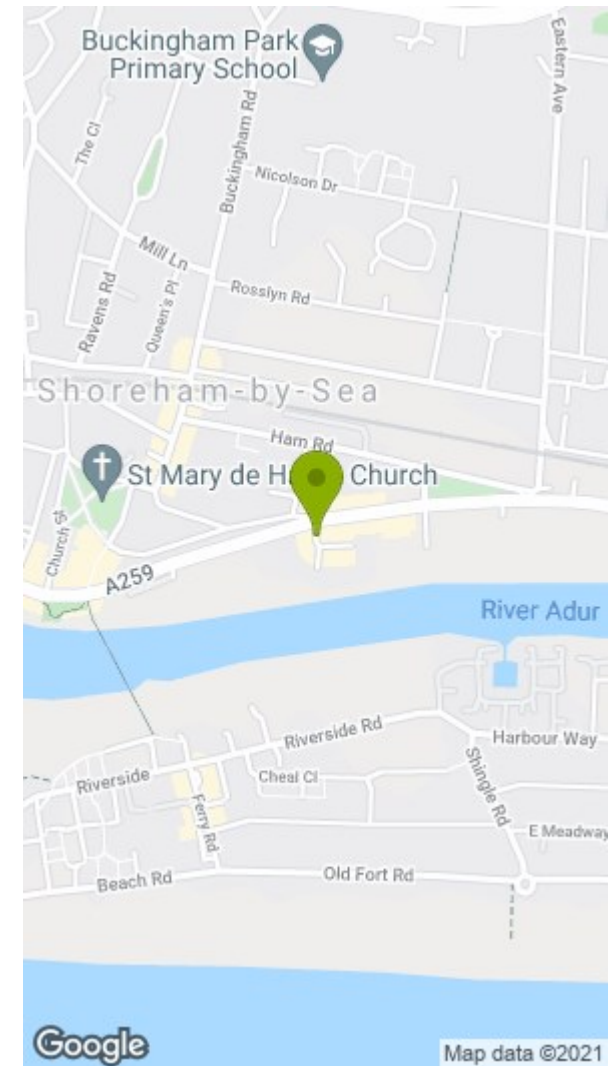 Buckingham Park
Primary School
Eastern Ave
The Cl
Buckingham Rd
Nicolson Dr
Mill Ln
Ravens Rd
Queen's Pl
Rosslyn Rd
Shoreham-by-Sea
Ham Rd
St Mary de H Church
Church St
A259
River Adur
Riverside Rd
Harbour Way
Riverside
Cheal Cl
Shingle Rd
Ferry Rd
E Meadway
Beach Rd
Old Fort Rd
Google
Map data ©2021